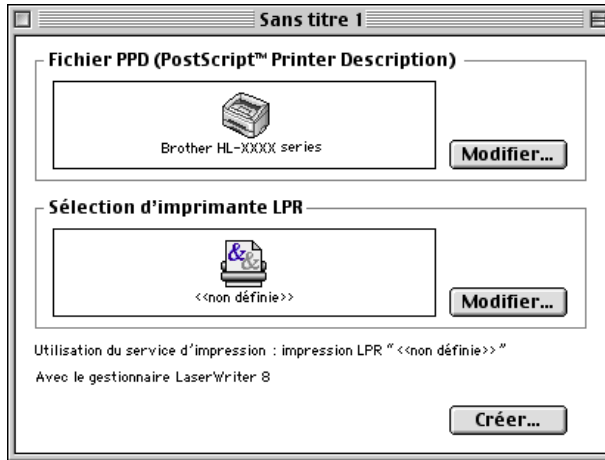 Sans titre 1
Fichier PPD (PostScript™ Printer Description)
Brother HL-XXXX series
Modifier...
Sélection d'imprimante LPR
&&
<<non définie>>
Modifier...
Utilisation du service d'impression : impression LPR " <<non définie>> "
Avec le gestionnaire LaserWriter 8
Créer...